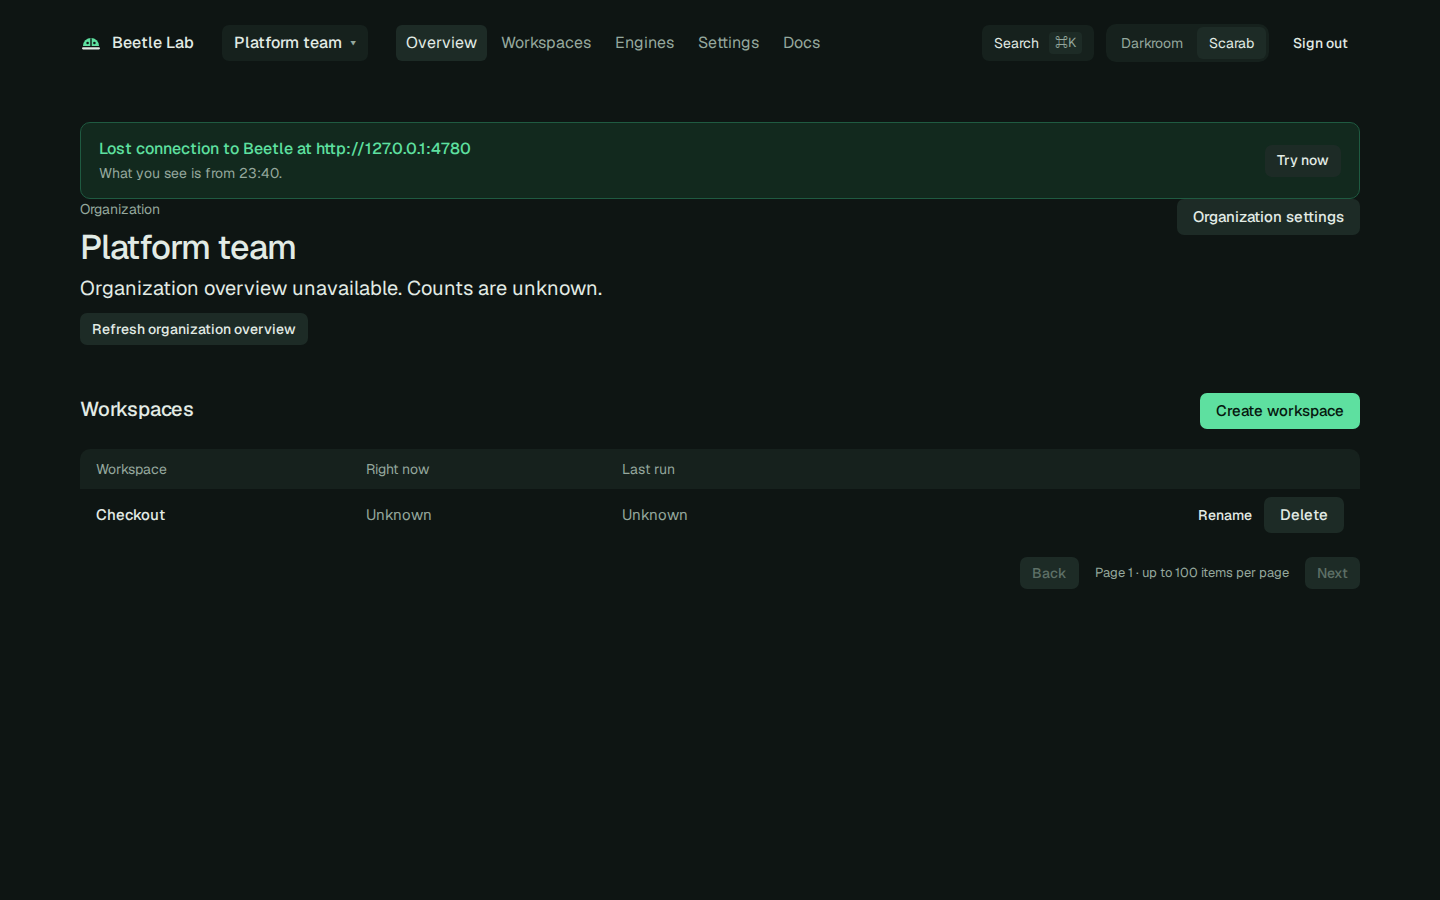 Beetle Lab
Platform team
Overview
Workspaces
Engines
Settings
Docs
Search ⌘K
Darkroom
Scarab
Sign out
Lost connection to Beetle at http://127.0.0.1:4780
What you see is from 23:40.
Try now
Organization
Organization settings
Platform team
Organization overview unavailable. Counts are unknown.
Refresh organization overview
Workspaces
Create workspace
Workspace Right now Last run
Checkout Unknown Unknown Rename Delete
Back Page 1 · up to 100 items per page Next